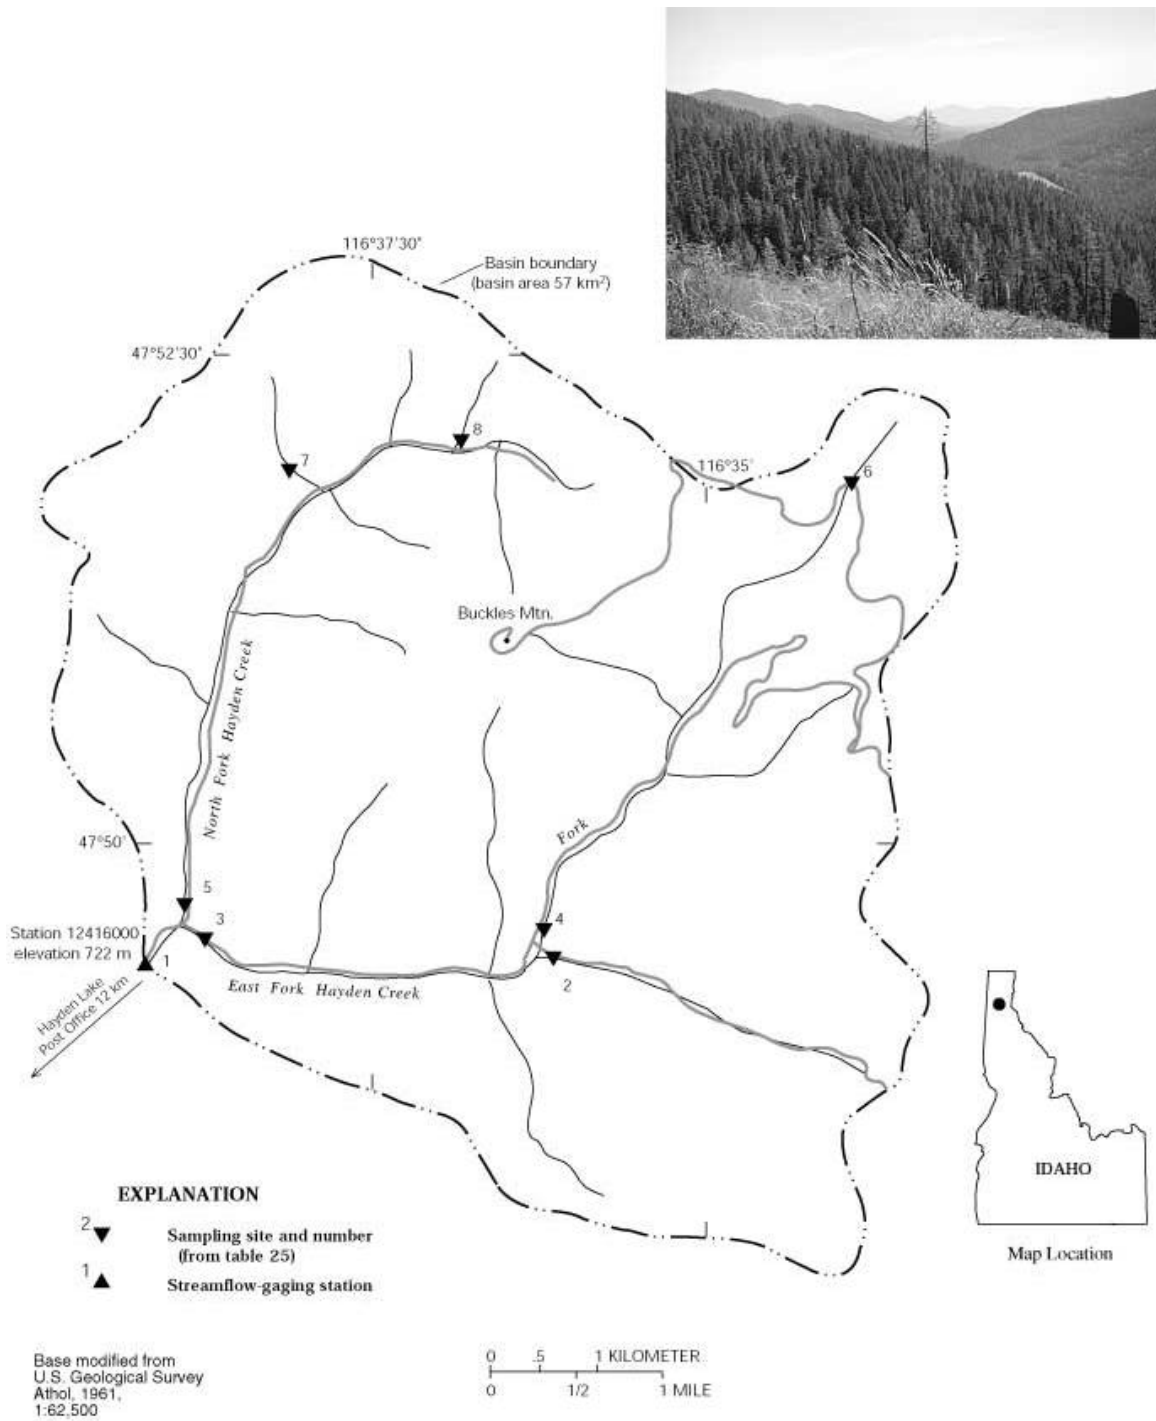 116°37'30"
Basin boundary
(basin area 57 km²)
47°52'30"
8
7
116°35'
6
Buckles Mtn.
North Fork Hayden Creek
47°50'
Fork
5
3
4
Station 12416000
elevation 722 m
1
2
East Fork Hayden Creek
Hayden Lake
Post Office 12 km
IDAHO
Map Location
EXPLANATION
2
Sampling site and number
(from table 25)
1
Streamflow-gaging station
Base modified from
U.S. Geological Survey
Athol, 1961,
1:62,500
0 .5 1 KILOMETER
0 1/2 1 MILE